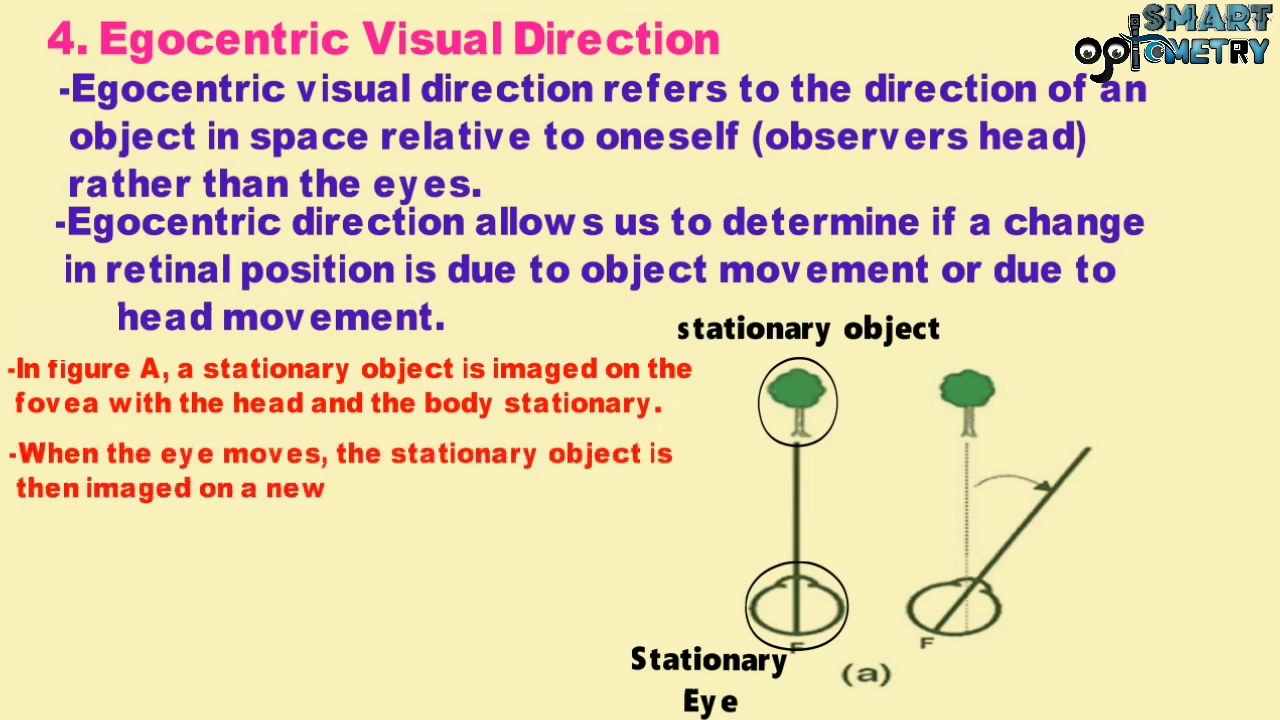 4. Egocentric Visual Direction
SMART
OptOMETRY
-Egocentric visual direction refers to the direction of an
object in space relative to oneself (observers head)
rather than the eyes.
-Egocentric direction allows us to determine if a change
in retinal position is due to object movement or due to
head movement.
stationary object
-In figure A, a stationary object is imaged on the
fovea with the head and the body stationary.
-When the eye moves, the stationary object is
then imaged on a new
F
F
Stationary
Eye
(a)